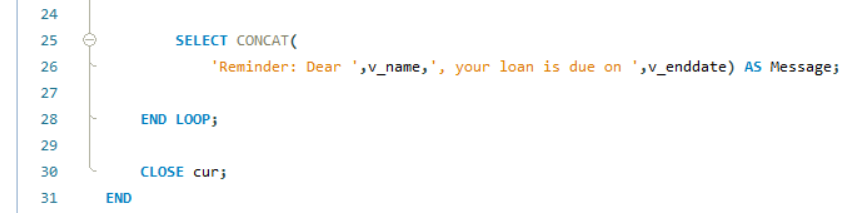 24
25 SELECT CONCAT(
26 'Reminder: Dear ',v_name,', your loan is due on ',v_enddate) AS Message;
27
28 END LOOP;
29
30 CLOSE cur;
31 END